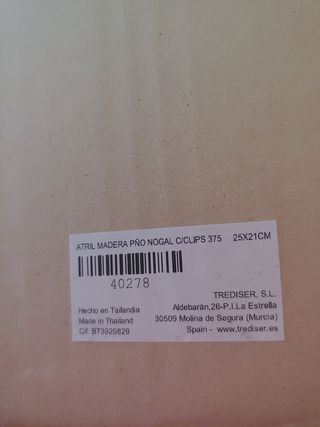 ATRIL MADERA PÑO NOGAL C/CLIPS 375 25X21CM
40278
TREDISER, S.L.
Hecho en Tailandia
Aldebarán,26-P.I.La Estrella
Made in Thailand
30509 Molina de Segura (Murcia)
Cif: B73920829
Spain - www.trediser.es